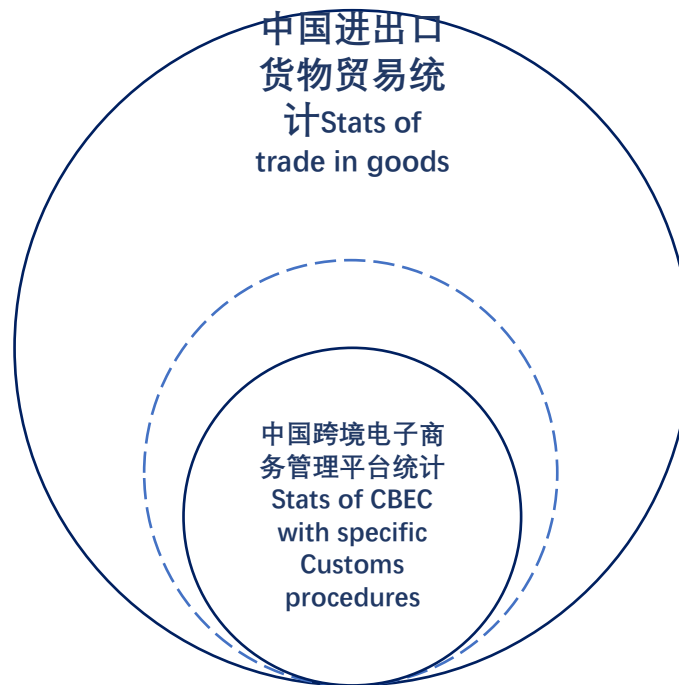 中国进出口
货物贸易统
计Stats of
trade in goods
中国跨境电子商
务管理平台统计
Stats of CBEC
with specific
Customs
procedures